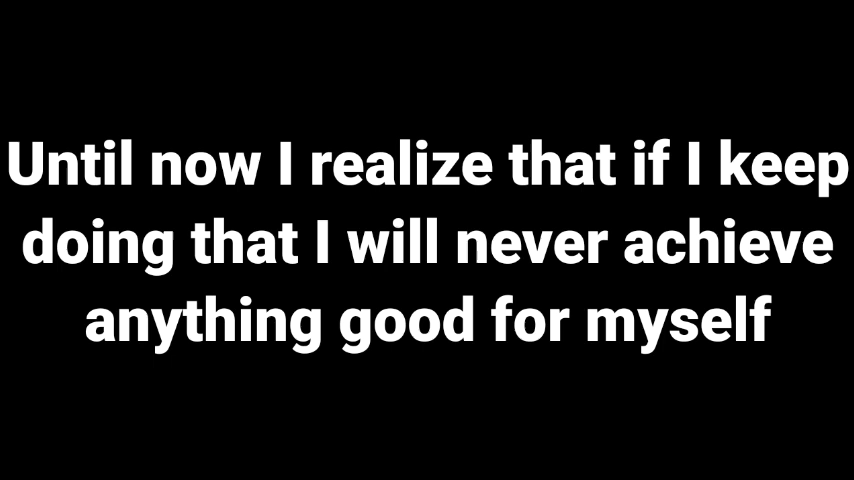 Until now I realize that if I keep
doing that I will never achieve
anything good for myself